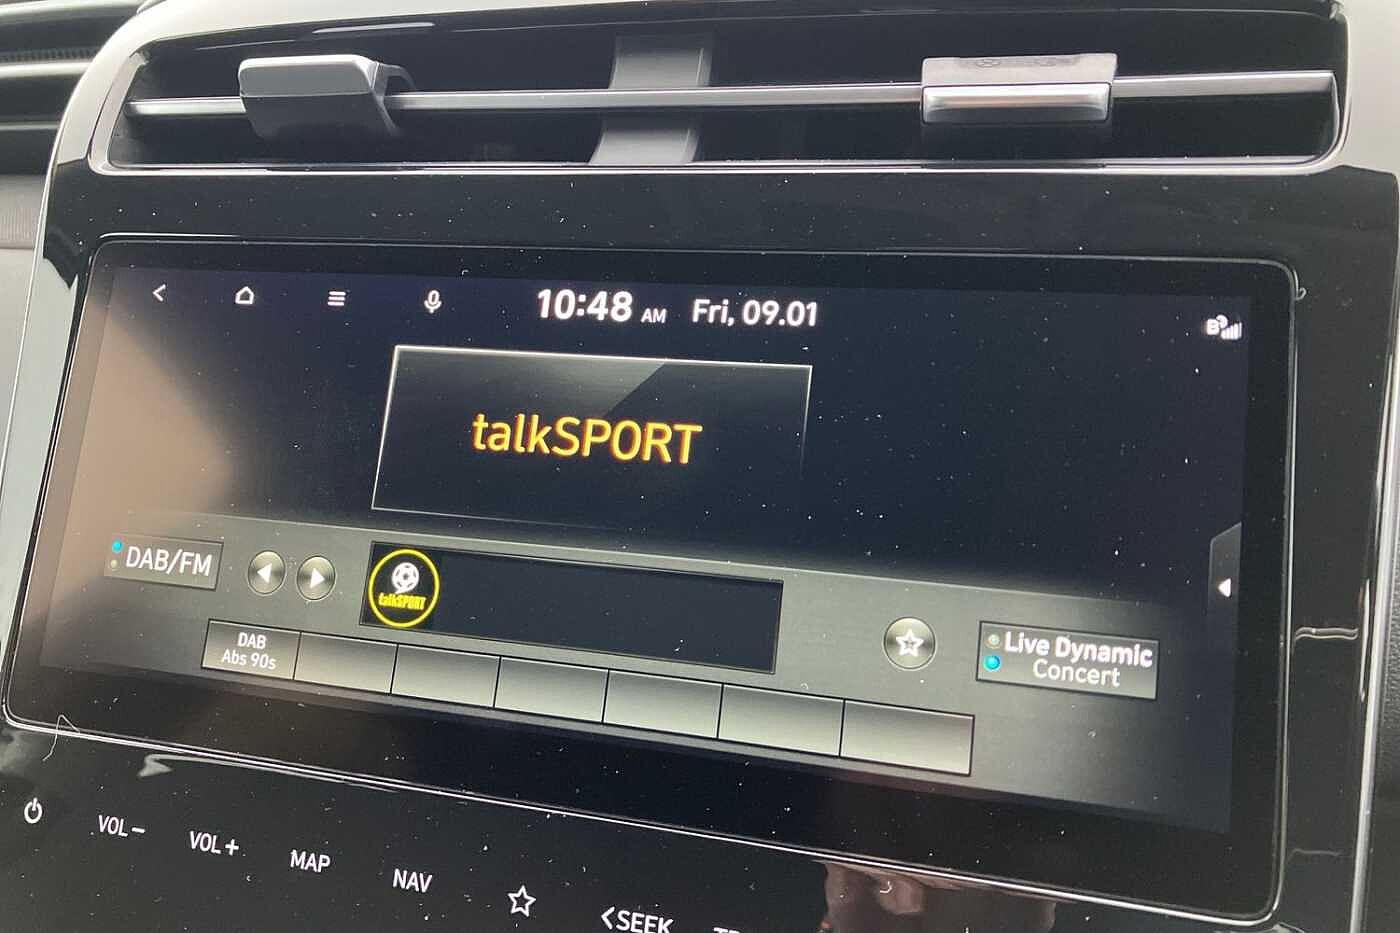 10:48 AM Fri, 09.01
B
talkSPORT
DAB/FM
talkSPORT
DAB
Abs 90s
Live Dynamic
Concert
VOL−
VOL+
MAP
NAV
<SEEK